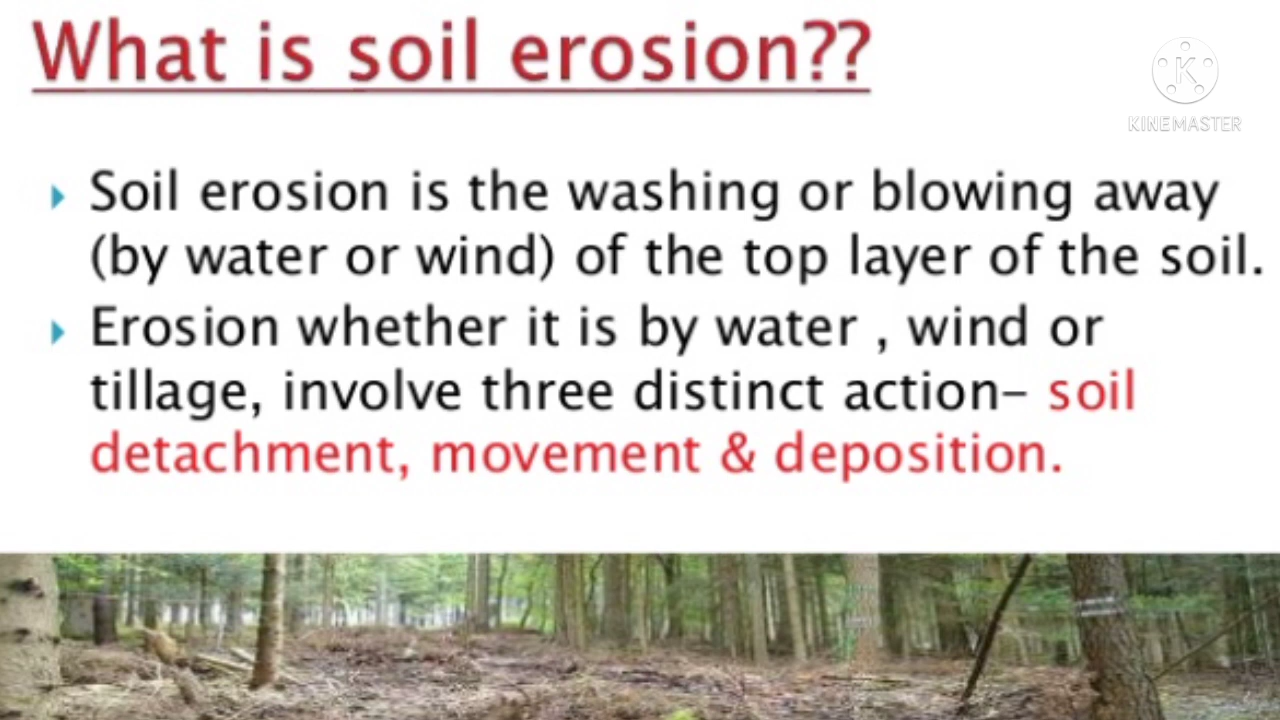 What is soil erosion??
KINEMASTER
Soil erosion is the washing or blowing away
(by water or wind) of the top layer of the soil.
Erosion whether it is by water , wind or
tillage, involve three distinct action- soil
detachment, movement & deposition.